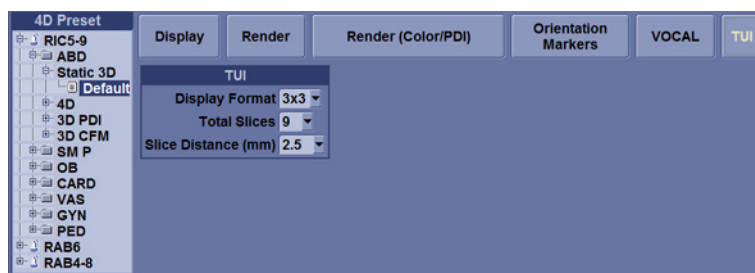 4D Preset
RIC5-9
ABD
Static 3D
Default
4D
3D PDI
3D CFM
SM P
OB
CARD
VAS
GYN
PED
RAB6
RAB4-8
Display
Render
Render (Color/PDI)
Orientation
Markers
VOCAL
TUI
TUI
Display Format 3x3
Total Slices 9
Slice Distance (mm) 2.5